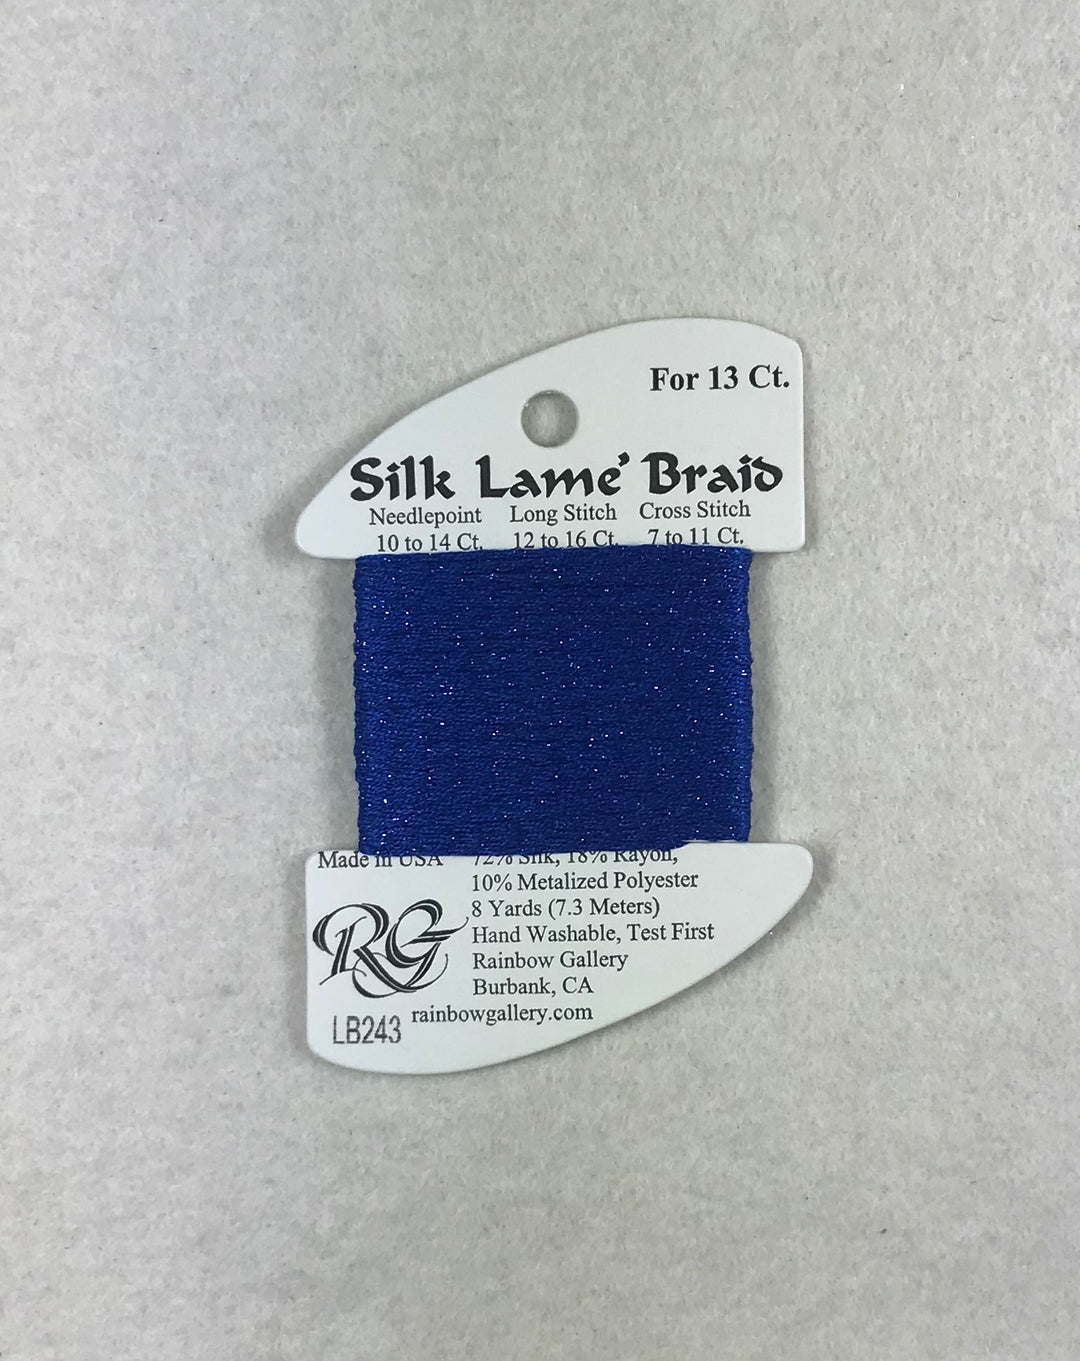 For 13 Ct.
Silk Lame' Braid
Needlepoint Long Stitch Cross Stitch
10 to 14 Ct. 12 to 16 Ct. 7 to 11 Ct.
Made in USA
72% Silk, 18% Rayon,
10% Metalized Polyester
8 Yards (7.3 Meters)
Hand Washable, Test First
Rainbow Gallery
Burbank, CA
rainbowgallery.com
RG
LB243